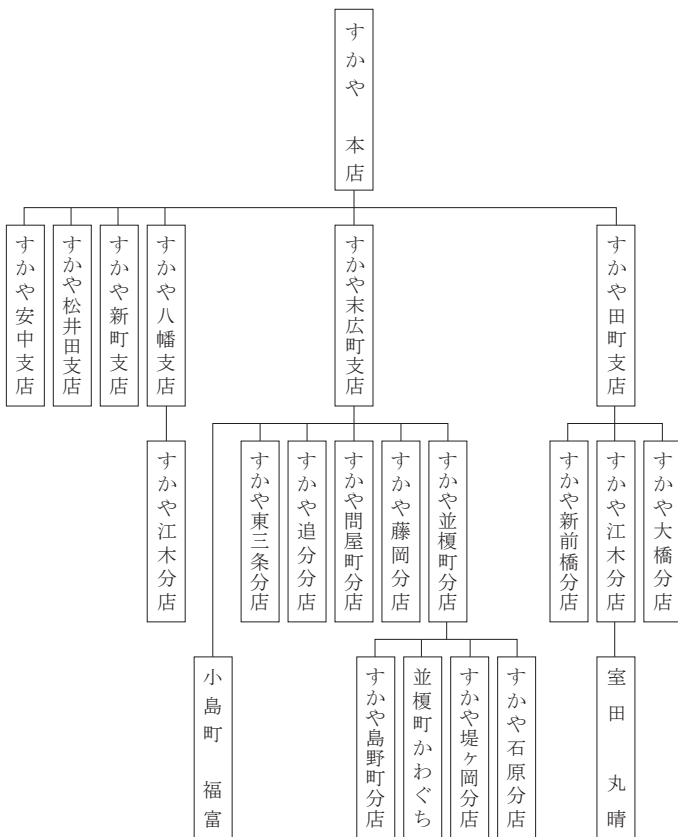 すかや 本店
すかや田町支店
すかや末広町支店
すかや八幡支店
すかや新町支店
すかや松井田支店
すかや安中支店
すかや大橋分店
すかや江木分店
すかや新前橋分店
すかや並榎町分店
すかや藤岡分店
すかや問屋町分店
すかや追分分店
すかや東三条分店
すかや江木分店
室田 丸晴
すかや石原分店
すかや堤ヶ岡分店
並榎町かわぐち
すかや島野町分店
小島町 福富